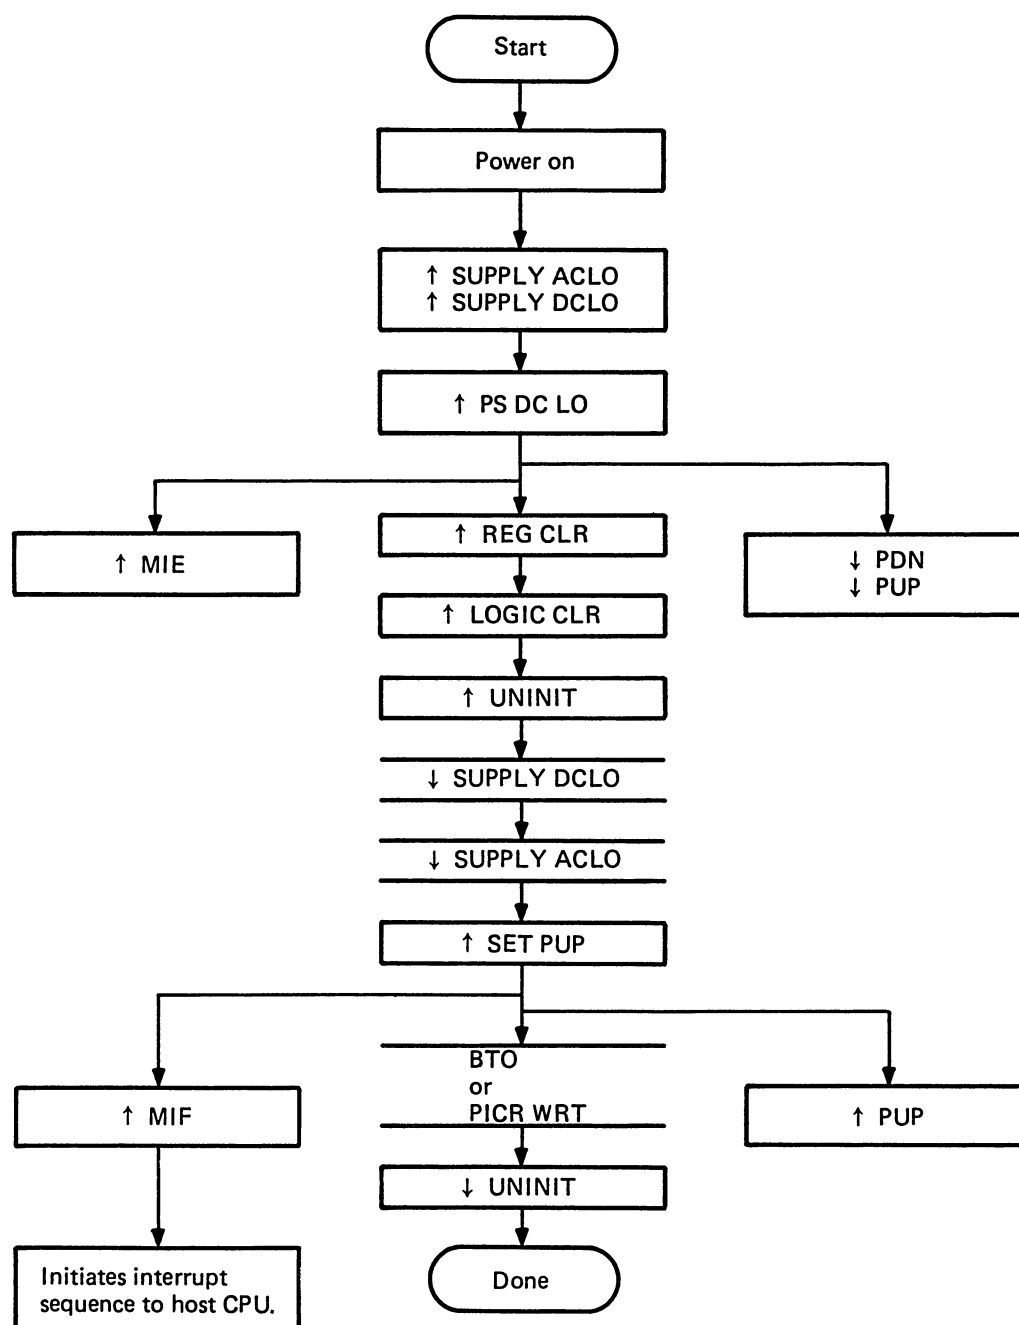 Start
Power on
↑ SUPPLY ACLO
↑ SUPPLY DCLO
↑ PS DC LO
↑ MIE
↑ REG CLR
↓ PDN
↓ PUP
↑ LOGIC CLR
↑ UNINIT
↓ SUPPLY DCLO
↓ SUPPLY ACLO
↑ SET PUP
↑ MIF
BTO
or
PICR WRT
↑ PUP
↓ UNINIT
Initiates interrupt
sequence to host CPU.
Done